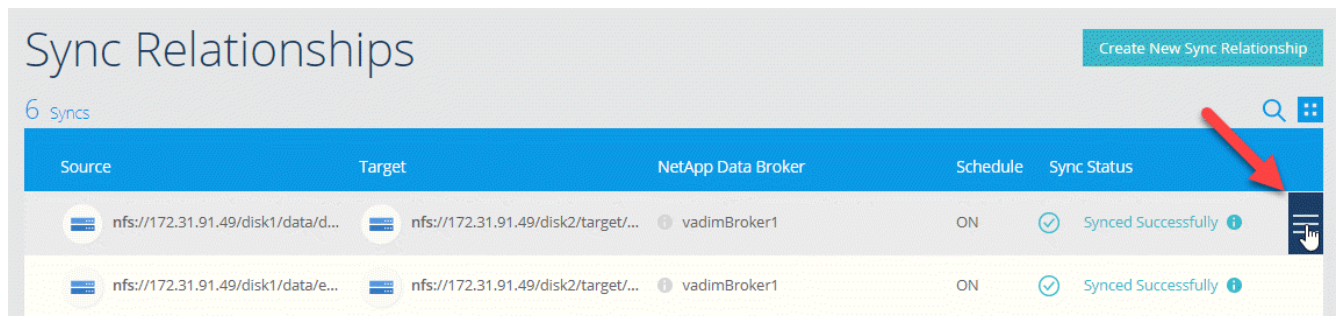 Sync Relationships
Create New Sync Relationship
6 Syncs
Source Target NetApp Data Broker Schedule Sync Status
nfs://172.31.91.49/disk1/data/d... nfs://172.31.91.49/disk2/target/... vadimBroker1 ON Synced Successfully
nfs://172.31.91.49/disk1/data/e... nfs://172.31.91.49/disk2/target/... vadimBroker1 ON Synced Successfully